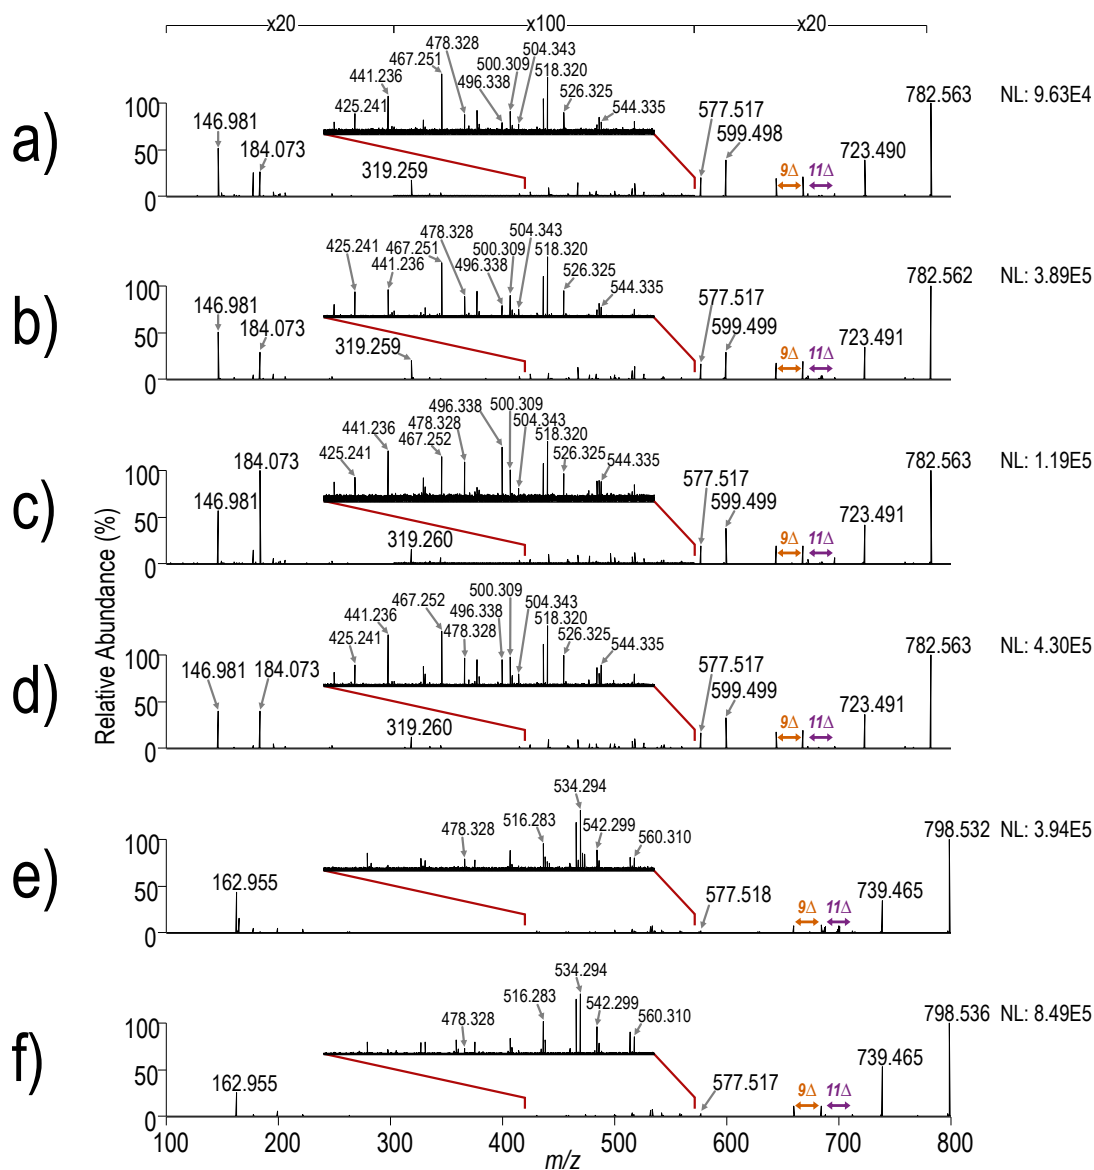 x20 x100 x20
a)
478.328 504.343
467.251 500.309
441.236 496.338 518.320
425.241 526.325
544.335
100 146.981 184.073 319.259 577.517 599.498 723.490 782.563 NL: 9.63E4
50 9Δ 11Δ
0
b)
478.328 504.343
425.241 467.251 500.309 518.320
441.236 496.338 526.325
544.335
100 146.981 184.073 319.259 577.517 599.499 723.491 782.562 NL: 3.89E5
50 9Δ 11Δ
0
c)
496.338 500.309
441.236 478.328 504.343
425.241 467.252 518.320
526.325 544.335
100 146.981 184.073 319.260 577.517 599.499 723.491 782.563 NL: 1.19E5
50 9Δ 11Δ
0
Relative Abundance (%)
d)
500.309
467.252 496.338 504.343
441.236 478.328 518.320
425.241 526.325 544.335
100 146.981 184.073 319.260 577.517 599.499 723.491 782.563 NL: 4.30E5
50 9Δ 11Δ
0
e)
534.294
516.283 542.299
478.328 560.310
100 162.955 577.518 739.465 798.532 NL: 3.94E5
50 9Δ 11Δ
0
f)
534.294
516.283 542.299
478.328 560.310
100 162.955 577.517 739.465 798.536 NL: 8.49E5
50 9Δ 11Δ
0
100 200 300 400 500 600 700 800
m/z